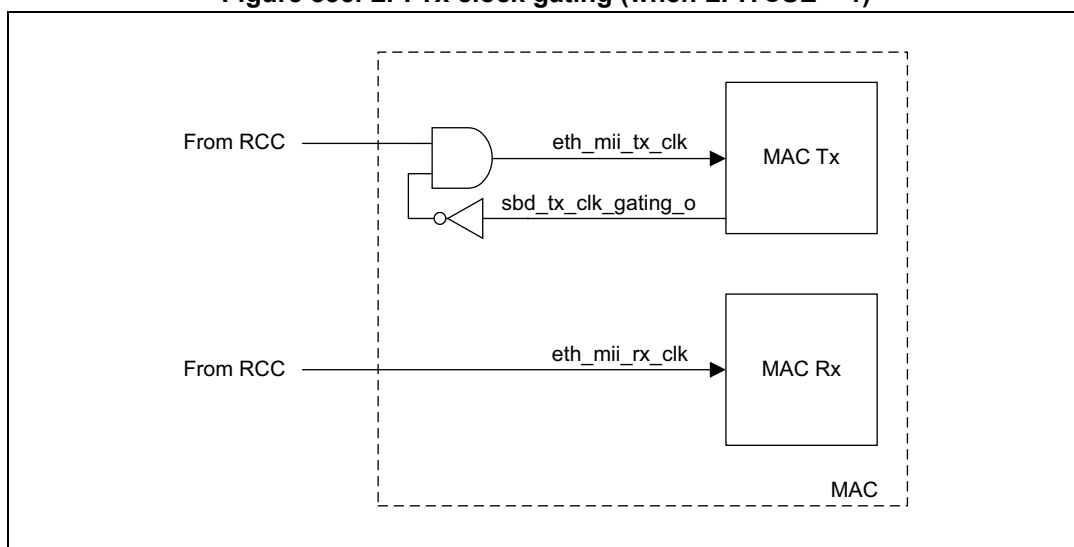 From RCC
eth_mii_tx_clk
MAC Tx
sbd_tx_clk_gating_o
From RCC
eth_mii_rx_clk
MAC Rx
MAC